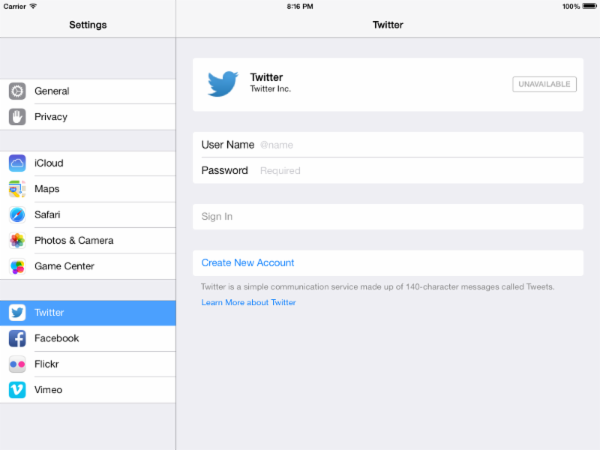 Carrier 8:16 PM 100%
Settings
Twitter
General
Privacy
iCloud
Maps
Safari
Photos & Camera
Game Center
Twitter
Facebook
Flickr
Vimeo
Twitter
Twitter Inc.
UNAVAILABLE
User Name @name
Password Required
Sign In
Create New Account
Twitter is a simple communication service made up of 140-character messages called Tweets.
Learn More about Twitter